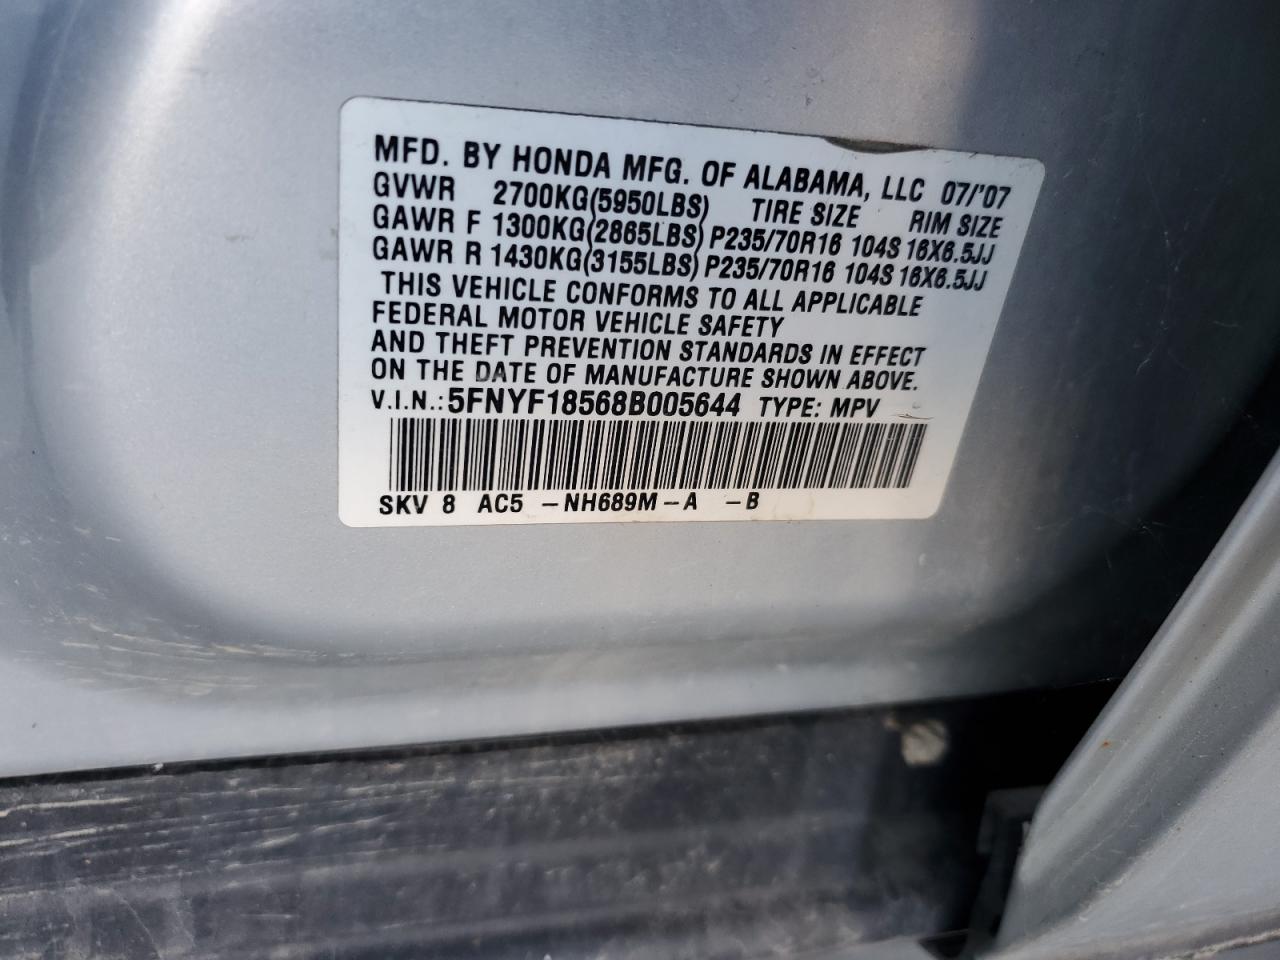 MFD. BY HONDA MFG. OF ALABAMA, LLC 07/'07
GVWR 2700KG(5950LBS) TIRE SIZE RIM SIZE
GAWR F 1300KG(2865LBS) P235/70R16 104S 16X6.5JJ
GAWR R 1430KG(3155LBS) P235/70R16 104S 16X6.5JJ
THIS VEHICLE CONFORMS TO ALL APPLICABLE
FEDERAL MOTOR VEHICLE SAFETY
AND THEFT PREVENTION STANDARDS IN EFFECT
ON THE DATE OF MANUFACTURE SHOWN ABOVE.
V.I.N.: 5FNYF18568B005644 TYPE: MPV
SKV 8 AC5 -NH689M-A -B